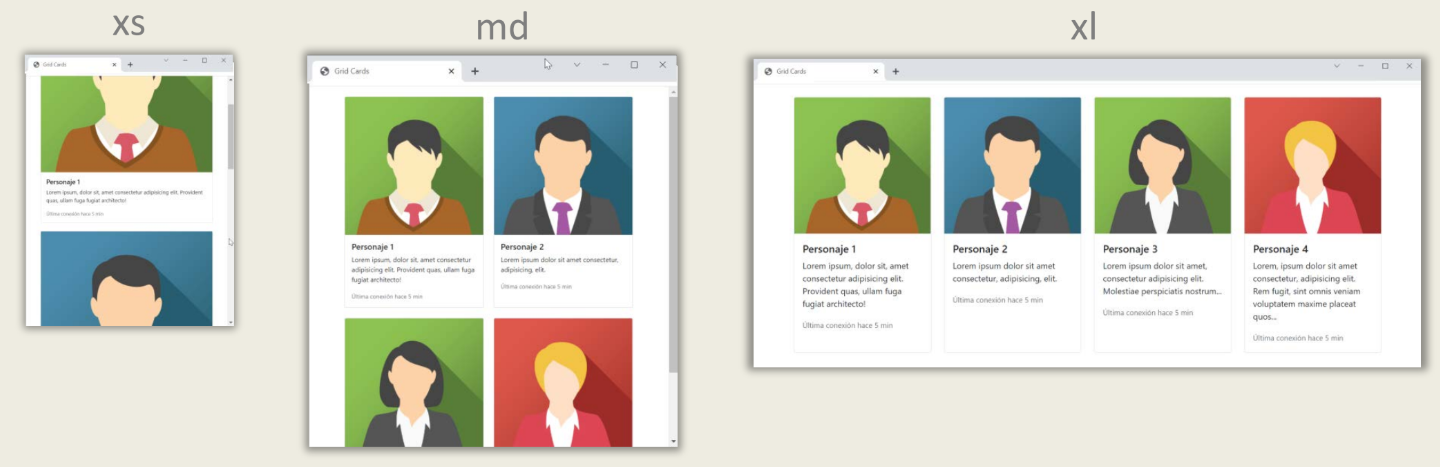 xs
md
xl
Grid Cards
Personaje 1
Lorem ipsum, dolor sit, amet consectetur adipisicing elit. Provident
quas, ullam fuga fugiat architecto!
Última conexión hace 5 min
Grid Cards
Personaje 1
Lorem ipsum, dolor sit, amet consectetur
adipisicing elit. Provident quas, ullam fuga
fugiat architecto!
Última conexión hace 5 min
Personaje 2
Lorem ipsum dolor sit amet consectetur,
adipisicing, elit.
Última conexión hace 5 min
Grid Cards
Personaje 1
Lorem ipsum, dolor sit, amet
consectetur adipisicing elit.
Provident quas, ullam fuga
fugiat architecto!
Última conexión hace 5 min
Personaje 2
Lorem ipsum dolor sit amet
consectetur, adipisicing, elit.
Última conexión hace 5 min
Personaje 3
Lorem ipsum dolor sit amet,
consectetur adipisicing elit.
Molestiae perspiciatis nostrum...
Última conexión hace 5 min
Personaje 4
Lorem, ipsum dolor sit amet
consectetur adipisicing elit.
Rem fugit, sint omnis veniam
voluptatem maxime placeat
quos...
Última conexión hace 5 min